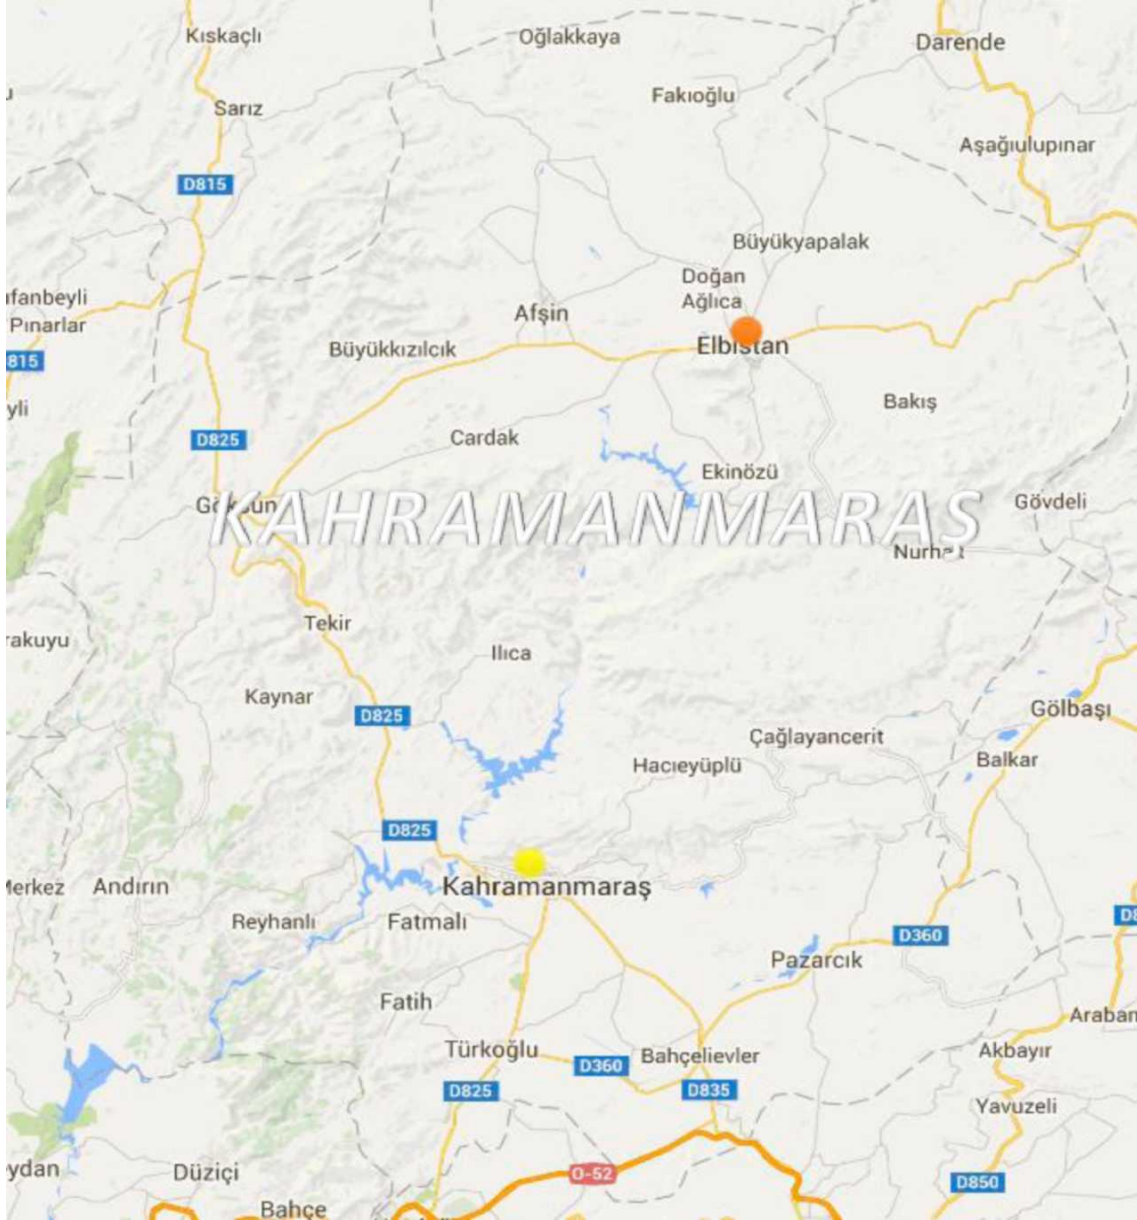 Kıskaçlı
Oğlakkaya
Darende
Fakıoğlu
Sarız
Aşağıulupınar
D815
Büyükyapalak
Doğan
Ağlıca
Afşin
Pınarlar
Elbistan
Büyükkızılcık
815
Bakış
D825
Cardak
Ekinözü
Göksun
KAHRAMANMARAS
Gövdeli
Tekir
Ilıca
Kaynar
D825
Gölbaşı
Çağlayancerit
Hacıeyüplü
Balkar
D825
Kahramanmaraş
Andırın
Reyhanlı
Fatmalı
D360
Pazarcık
Fatih
Türkoğlu
Bahçelievler
D360
Akbayır
D825
D835
Yavuzeli
O-52
Düziçi
D850
Bahçe